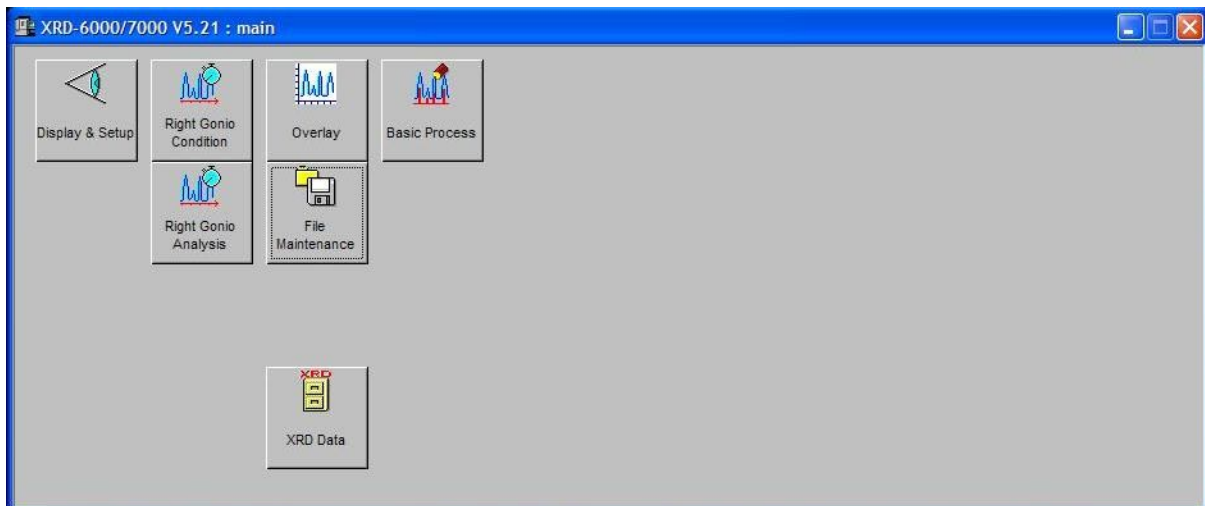 XRD-6000/7000 V5.21 : main
Display & Setup
Right Gonio
Condition
Overlay
Basic Process
Right Gonio
Analysis
File
Maintenance
XRD
XRD Data